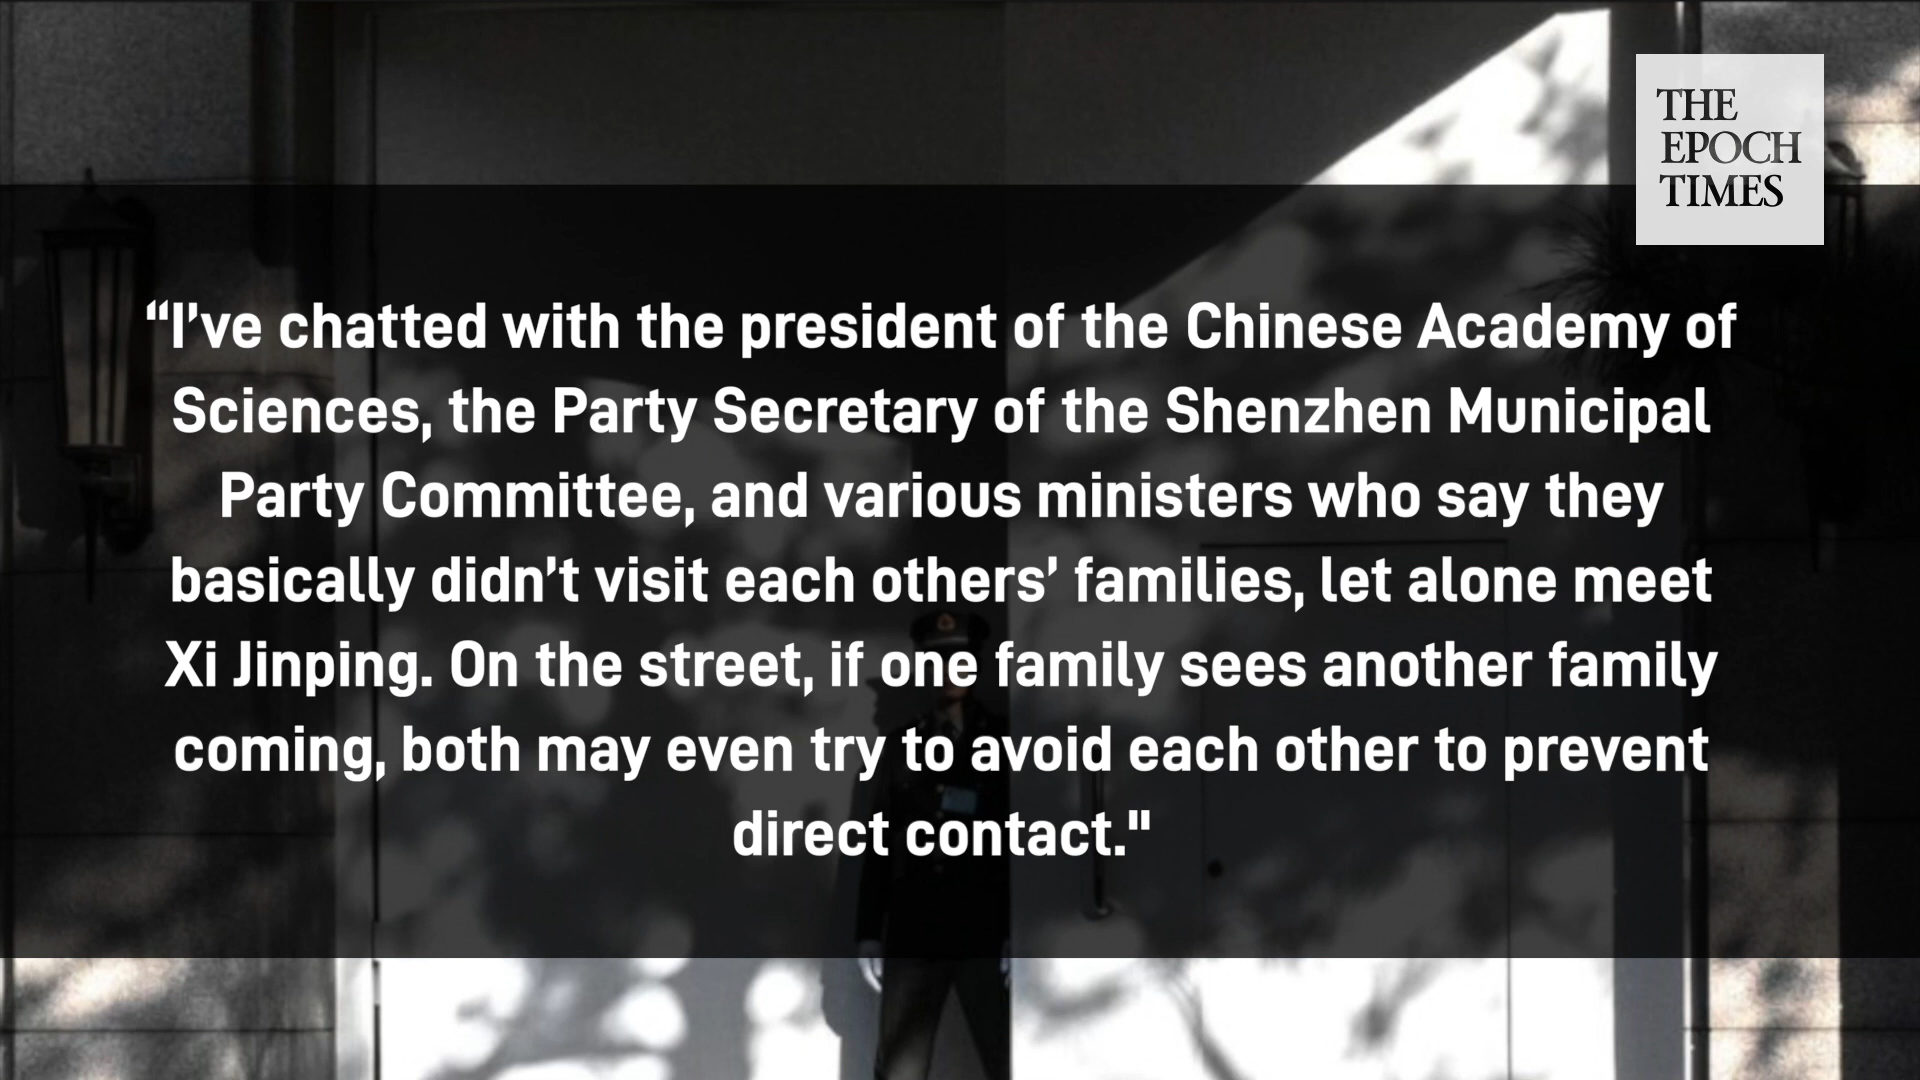 THE
EPOCH
TIMES
“I’ve chatted with the president of the Chinese Academy of
Sciences, the Party Secretary of the Shenzhen Municipal
Party Committee, and various ministers who say they
basically didn’t visit each others’ families, let alone meet
Xi Jinping. On the street, if one family sees another family
coming, both may even try to avoid each other to prevent
direct contact."